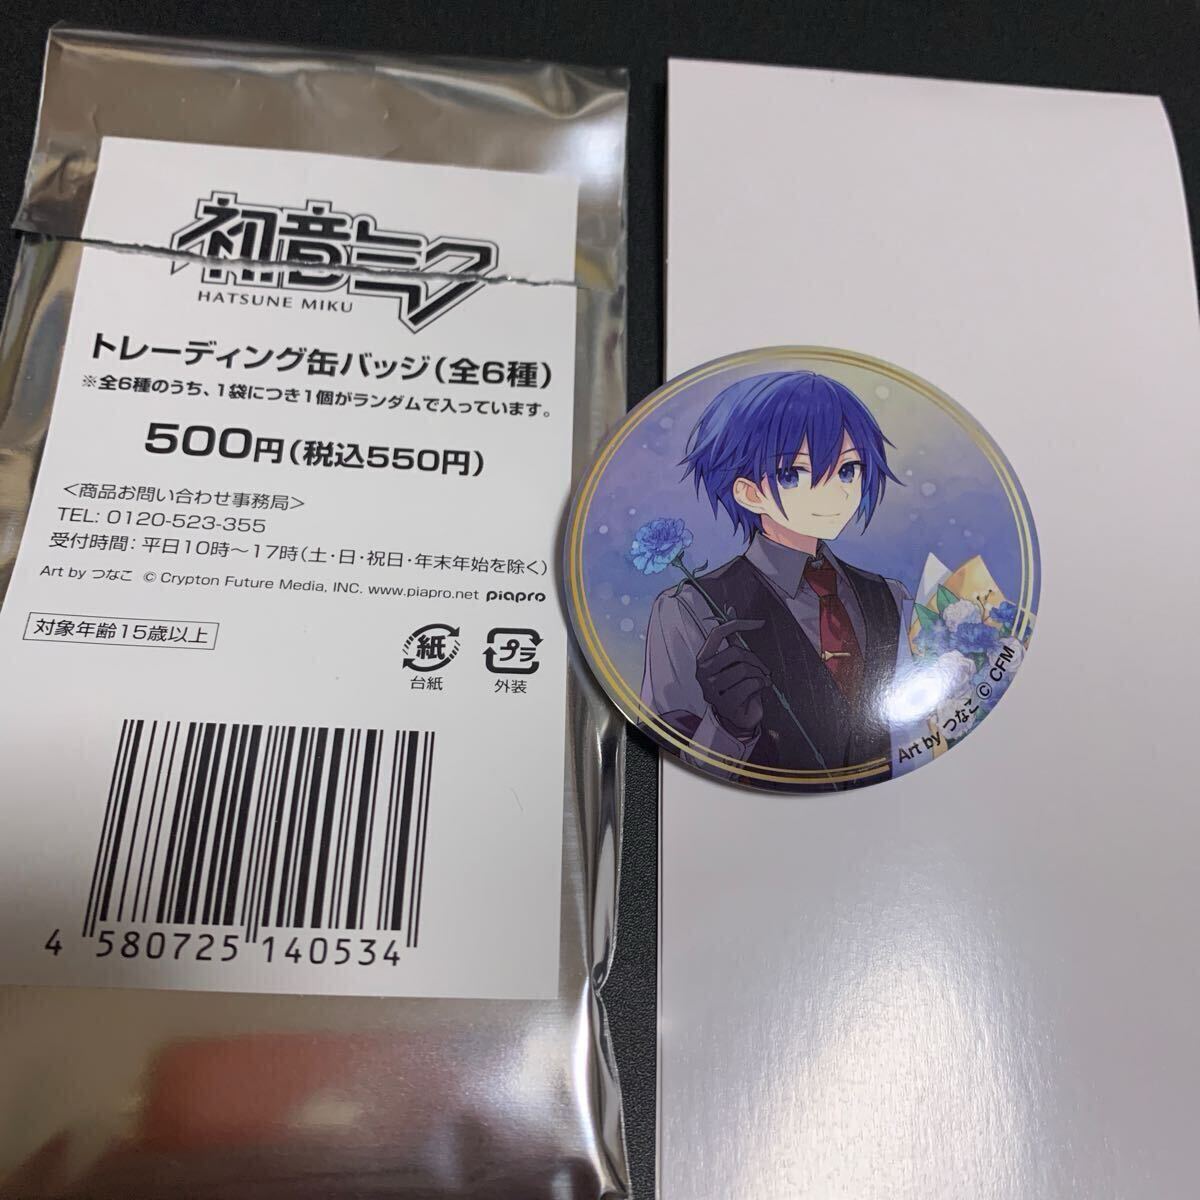 初音ミク
HATSUNE MIKU
トレーディング缶バッジ(全6種)
※全6種のうち、1袋につき1個がランダムで入っています。
500円(税込550円)
<商品お問い合わせ事務局>
TEL: 0120-523-355
受付時間: 平日10時~17時(土・日・祝日・年末年始を除く)
Art by つなこ © Crypton Future Media, INC. www.piapro.net piapro
対象年齢15歳以上
紙
台紙
プラ
外装
4 580725 140534
Art by つなこ © CFM